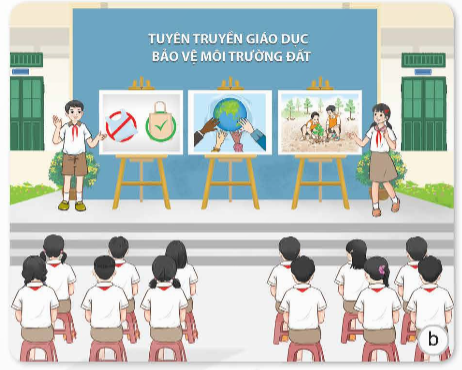 TUYÊN TRUYỀN GIÁO DỤC
BẢO VỆ MÔI TRƯỜNG ĐẤT
b